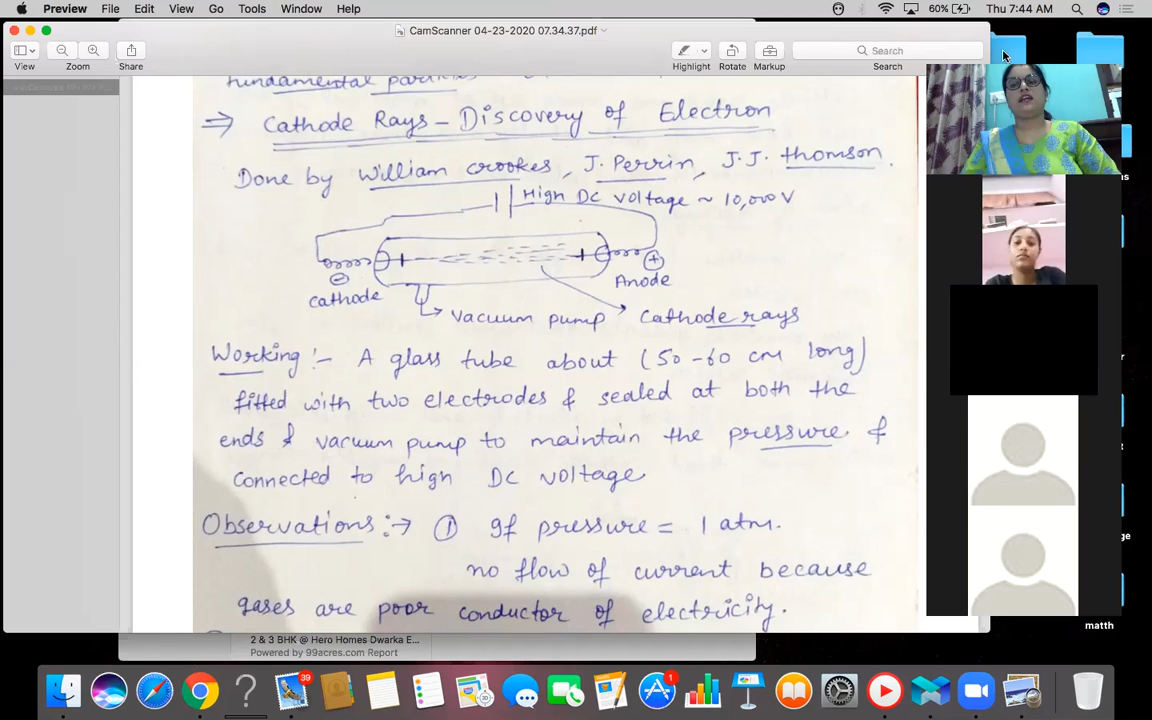 Preview File Edit View Go Tools Window Help
60% Thu 7:44 AM
CamScanner 04-23-2020 07.34.37.pdf
View Zoom Share Highlight Rotate Markup Search
Search
fundamental particles
⇒ Cathode Rays - Discovery of Electron
Done by William crookes, J. Perrin, J.J. thomson.
High DC voltage ~ 10,000 V
Cathode
Anode
Vacuum pump
Cathode rays
Working :- A glass tube about (50-60 cm long)
fitted with two electrodes & sealed at both the
ends & vacuum pump to maintain the pressure &
connected to high DC voltage
Observations :→ ① If pressure = 1 atm.
no flow of current because
gases are poor conductor of electricity.
2 & 3 BHK @ Hero Homes Dwarka E...
Powered by 99acres.com Report
matth
39
1